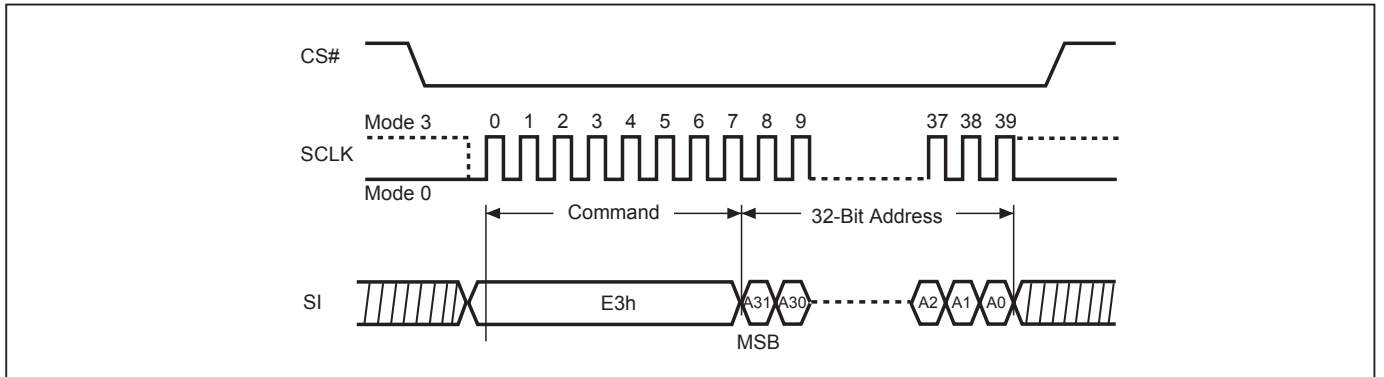 CS#
Mode 3
0 1 2 3 4 5 6 7 8 9 37 38 39
SCLK
Mode 0
Command 32-Bit Address
SI
E3h A31 A30 A2 A1 A0
MSB